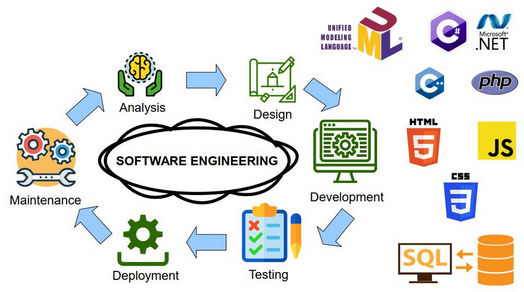 UNIFIED
MODELING
LANGUAGE
UML
C#
Microsoft®
.NET
Analysis
Design
C++
php
SOFTWARE ENGINEERING
HTML
5
JS
CSS
3
Maintenance
Development
Deployment
Testing
SQL